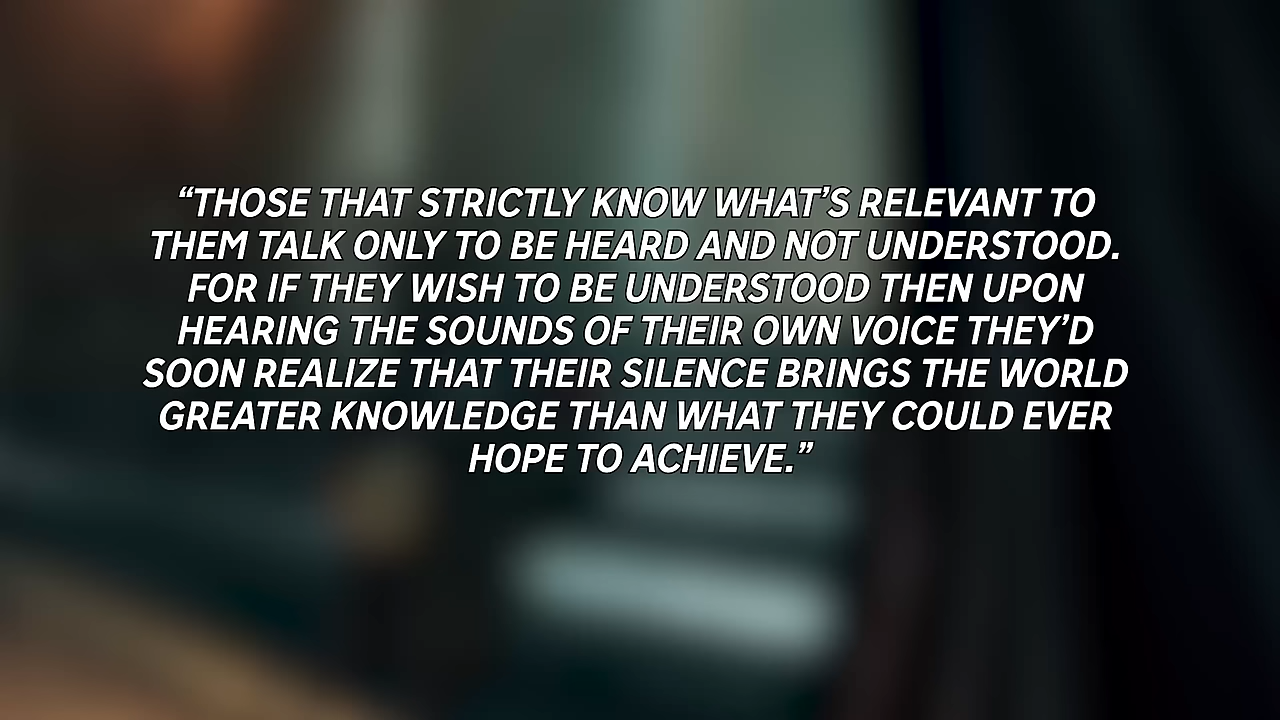 “THOSE THAT STRICTLY KNOW WHAT’S RELEVANT TO
THEM TALK ONLY TO BE HEARD AND NOT UNDERSTOOD.
FOR IF THEY WISH TO BE UNDERSTOOD THEN UPON
HEARING THE SOUNDS OF THEIR OWN VOICE THEY’D
SOON REALIZE THAT THEIR SILENCE BRINGS THE WORLD
GREATER KNOWLEDGE THAN WHAT THEY COULD EVER
HOPE TO ACHIEVE.”